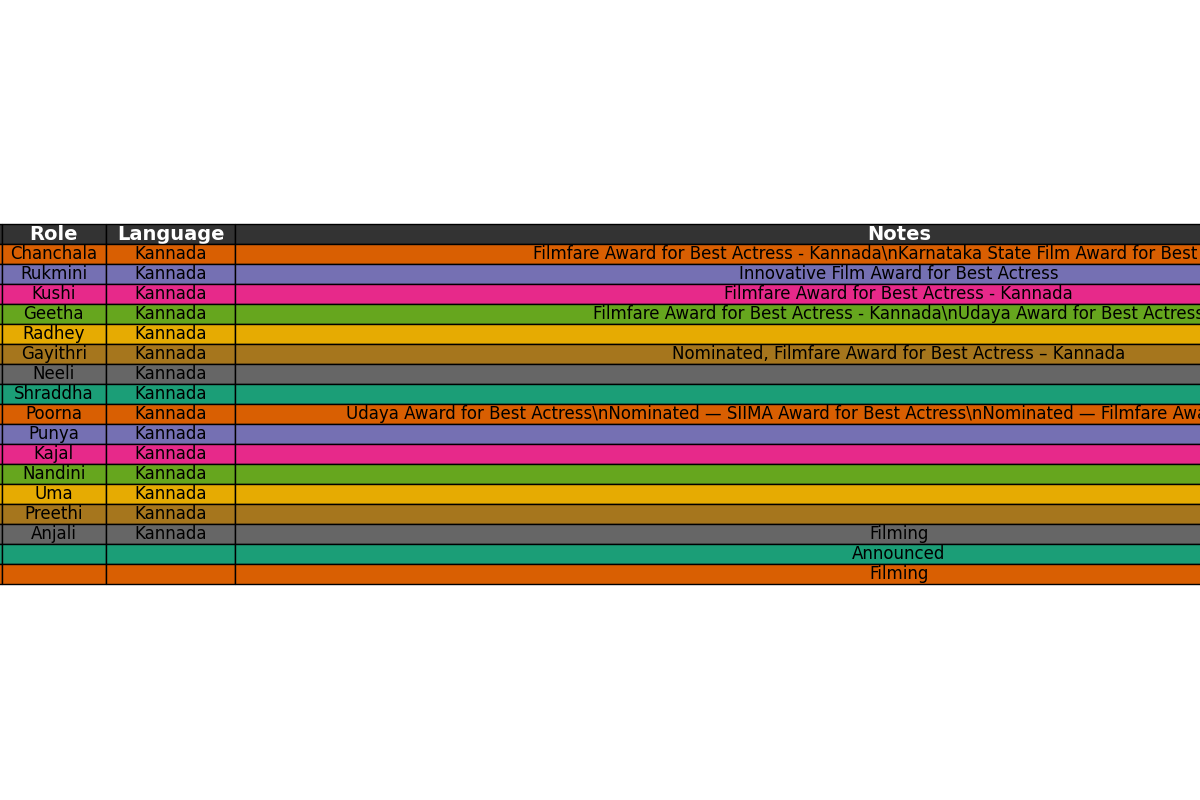 Role Language Notes
Chanchala Kannada Filmfare Award for Best Actress - Kannada\nKarnataka State Film Award for Best
Rukmini Kannada Innovative Film Award for Best Actress
Kushi Kannada Filmfare Award for Best Actress - Kannada
Geetha Kannada Filmfare Award for Best Actress - Kannada\nUdaya Award for Best Actress
Radhey Kannada
Gayithri Kannada Nominated, Filmfare Award for Best Actress – Kannada
Neeli Kannada
Shraddha Kannada
Poorna Kannada Udaya Award for Best Actress\nNominated — SIIMA Award for Best Actress\nNominated — Filmfare
Punya Kannada
Kajal Kannada
Nandini Kannada
Uma Kannada
Preethi Kannada
Anjali Kannada Filming
Announced
Filming